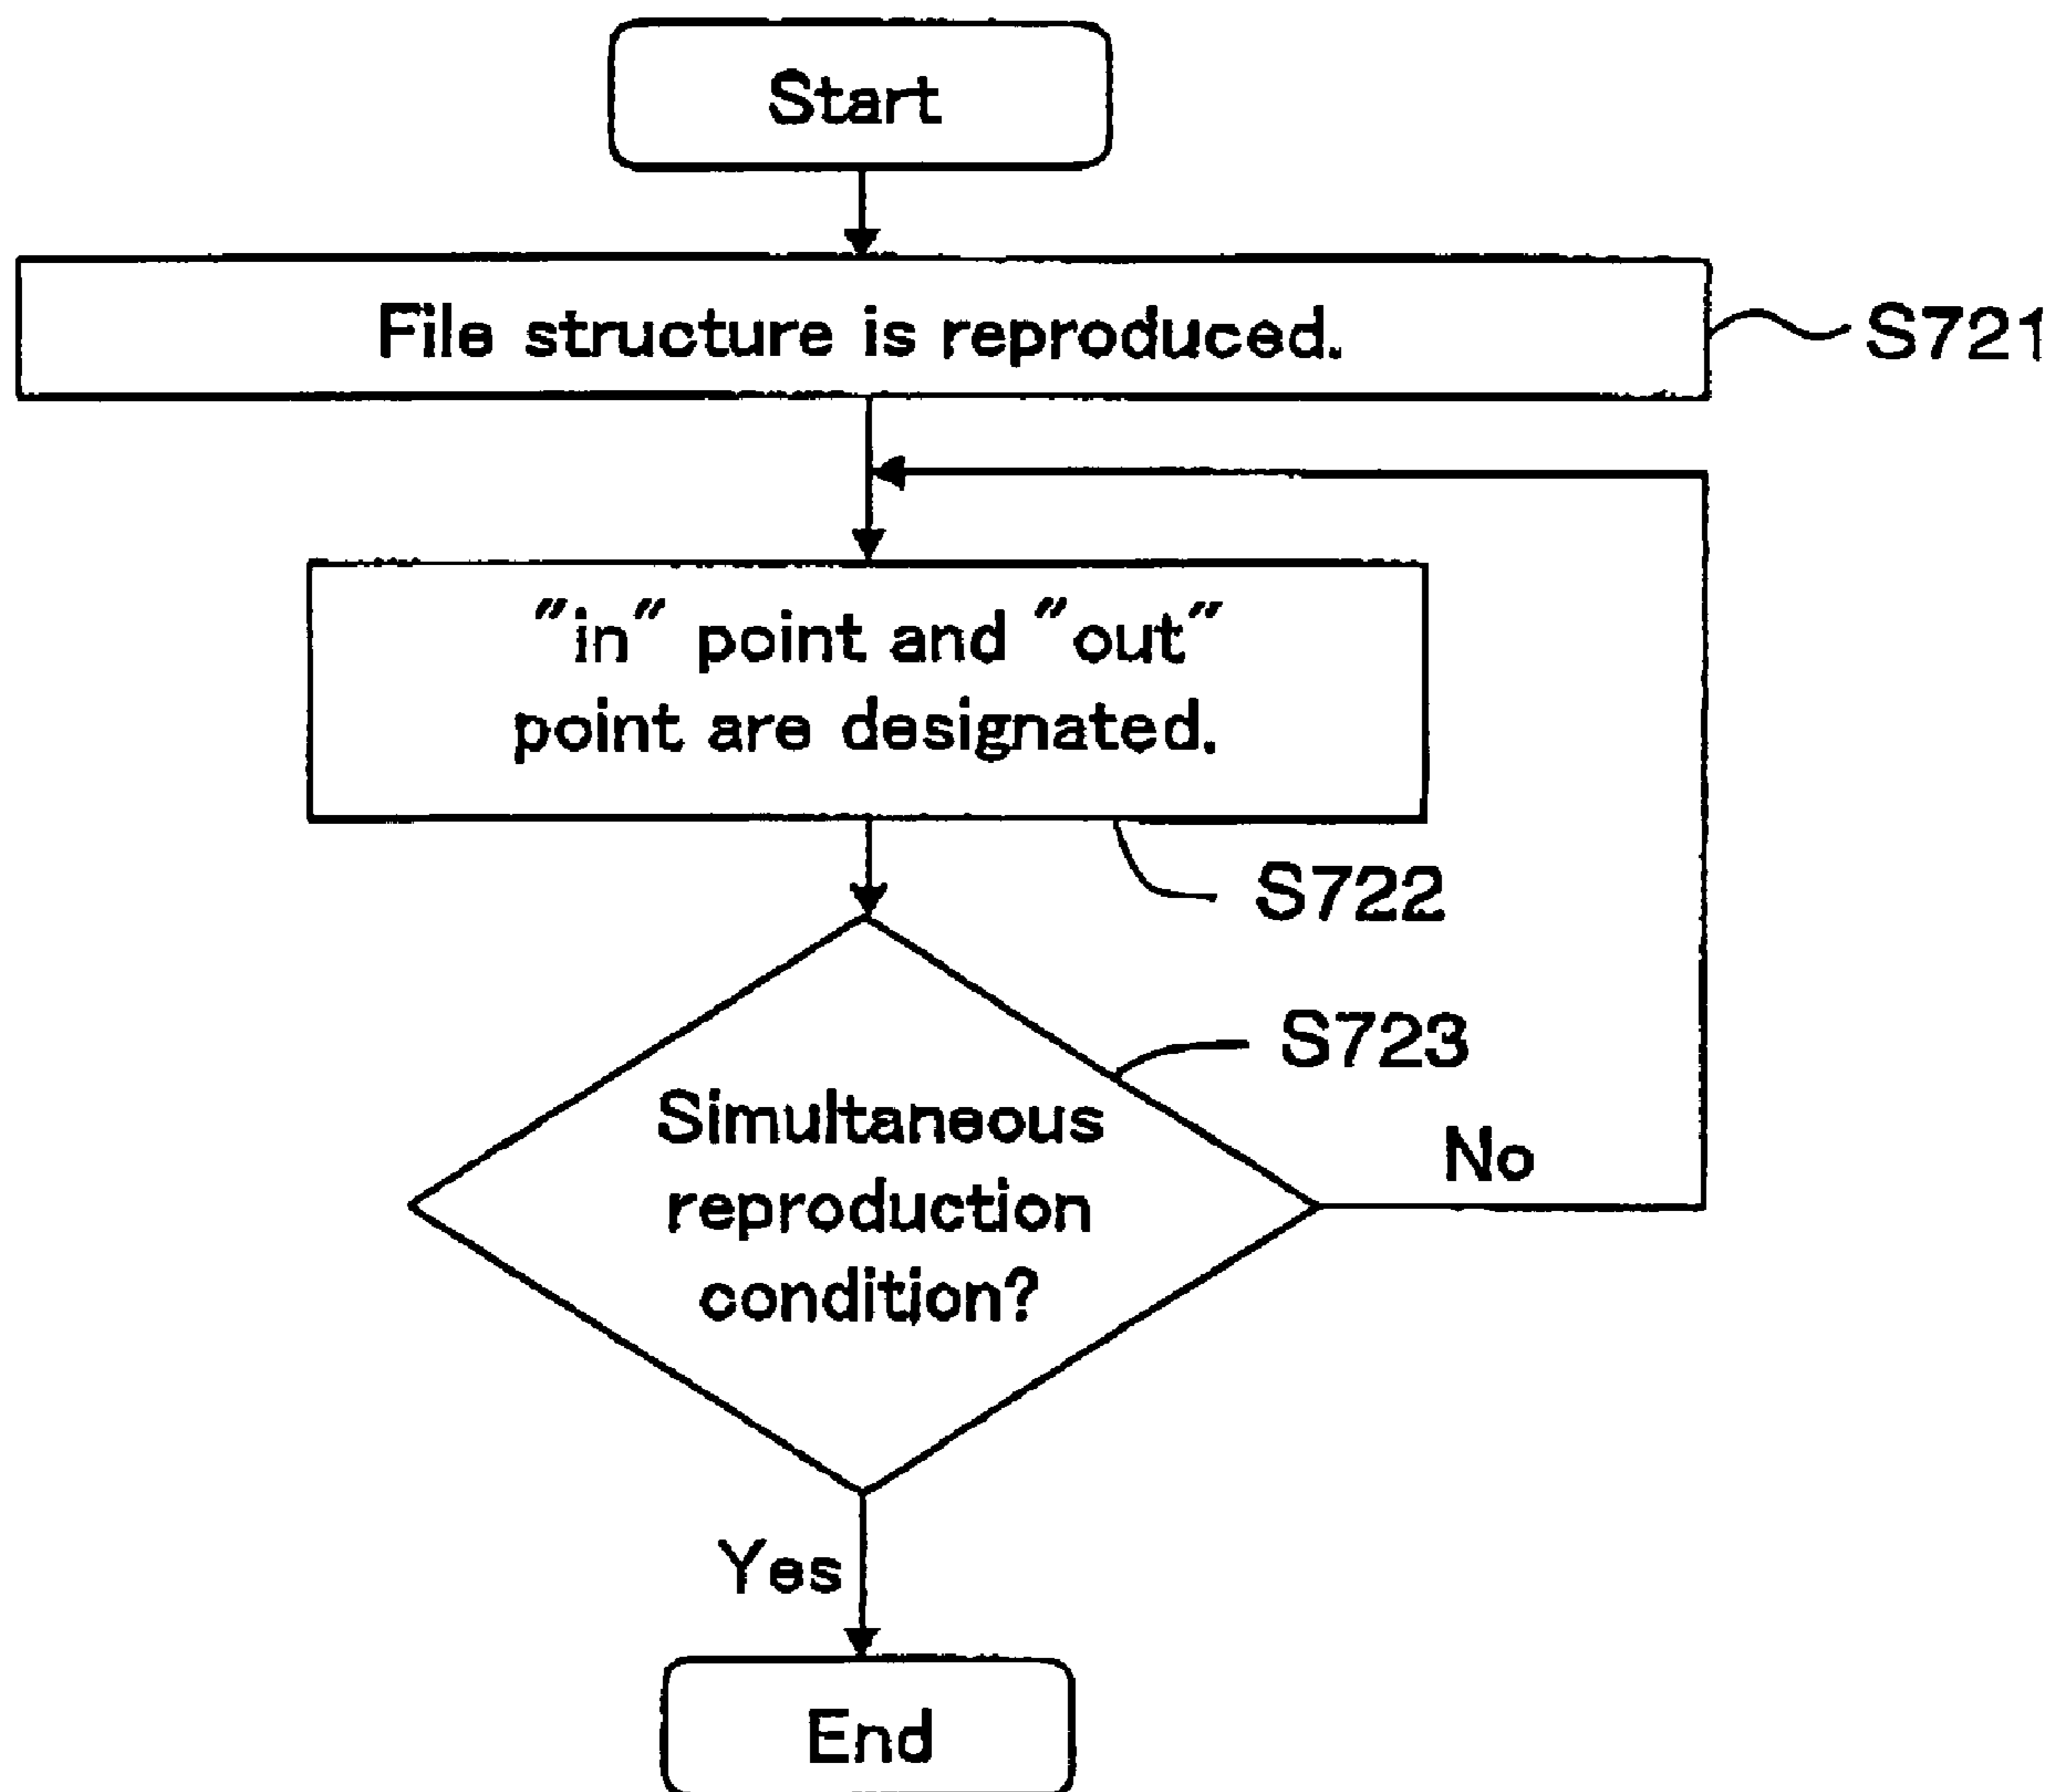 Start
File structure is reproduced.
S721
"in" point and "out"
point are designated.
S722
S723
Simultaneous
reproduction
condition?
No
Yes
End